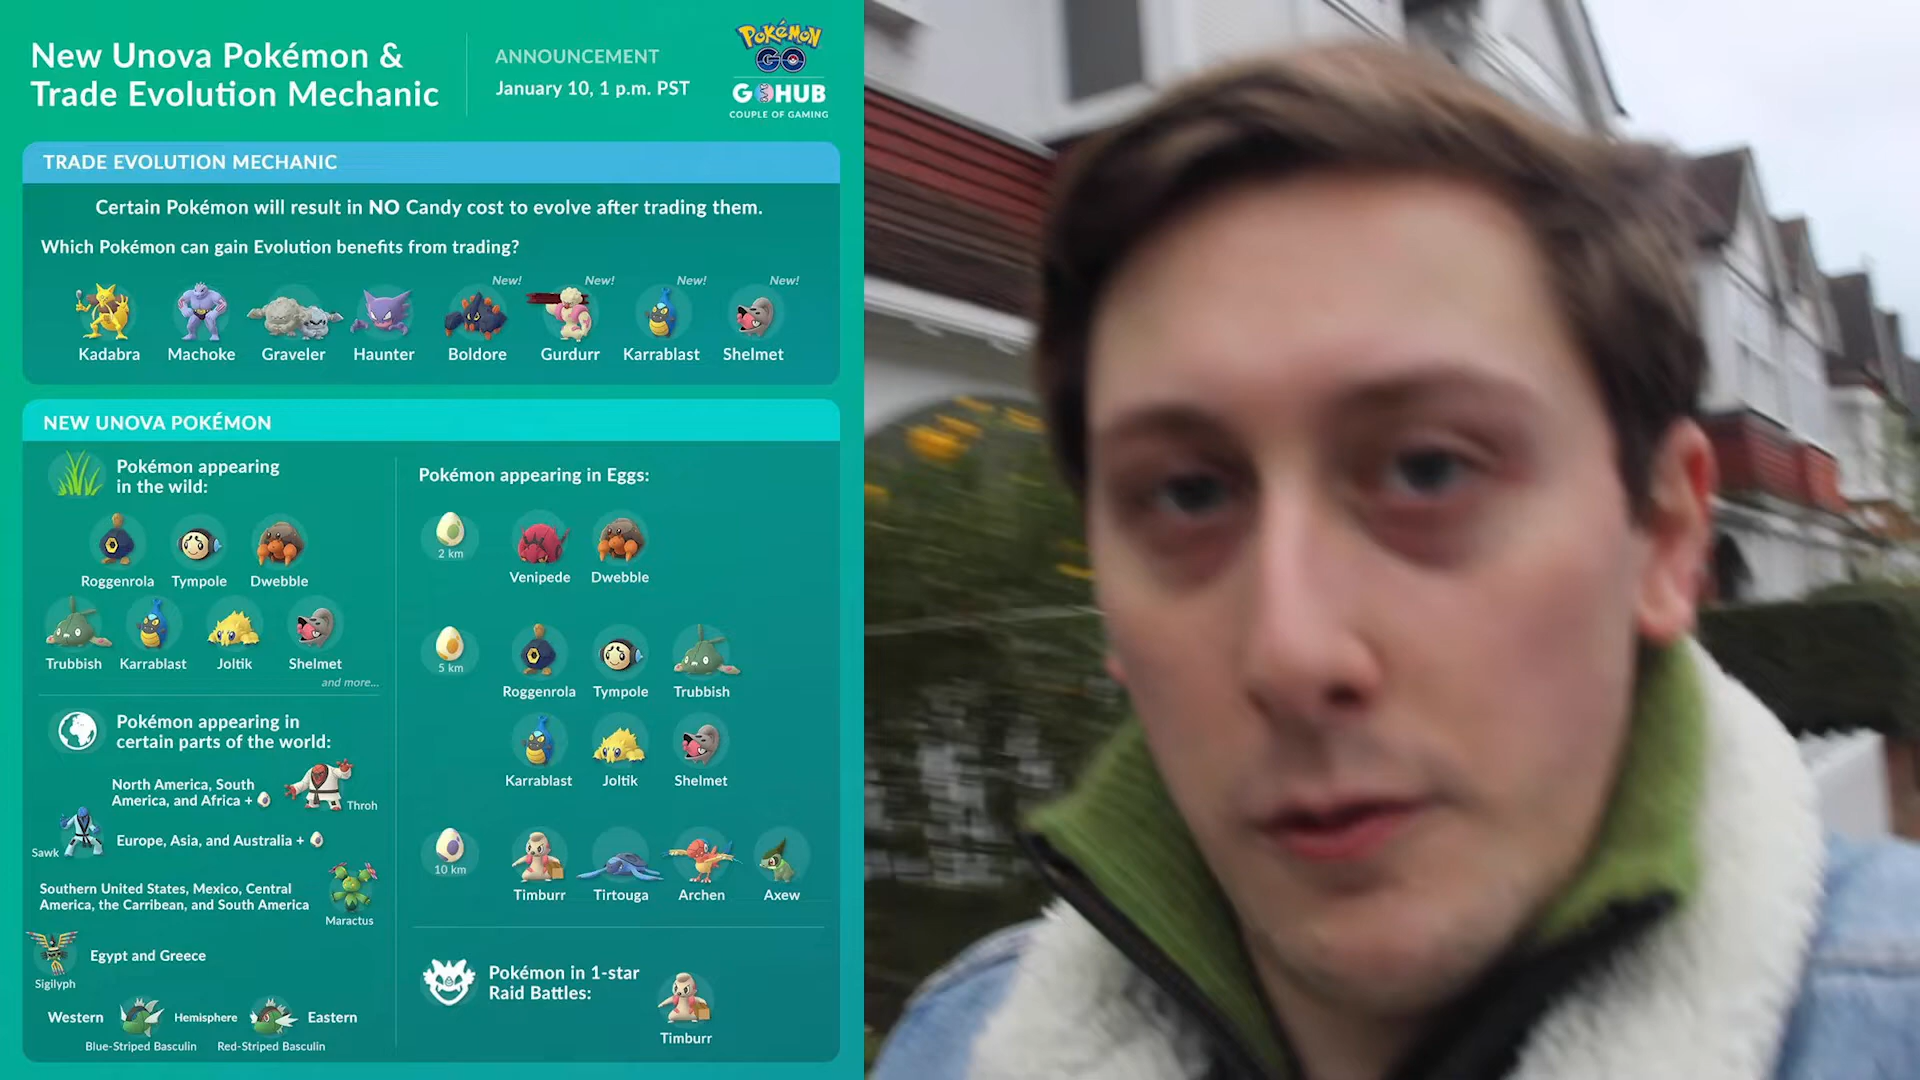 New Unova Pokémon &
Trade Evolution Mechanic
ANNOUNCEMENT
January 10, 1 p.m. PST
POKéMON
GO
GOHUB
COUPLE OF GAMING
TRADE EVOLUTION MECHANIC
Certain Pokémon will result in NO Candy cost to evolve after trading them.
Which Pokémon can gain Evolution benefits from trading?
New! New! New! New!
Kadabra Machoke Graveler Haunter Boldore Gurdurr Karrablast Shelmet
NEW UNOVA POKÉMON
Pokémon appearing
in the wild:
Roggenrola Tympole Dwebble
Trubbish Karrablast Joltik Shelmet
and more...
Pokémon appearing in
certain parts of the world:
North America, South
America, and Africa +
Throh
Europe, Asia, and Australia +
Sawk
Southern United States, Mexico, Central
America, the Carribean, and South America
Maractus
Egypt and Greece
Sigilyph
Western Hemisphere Eastern
Blue-Striped Basculin Red-Striped Basculin
Pokémon appearing in Eggs:
2 km
Venipede Dwebble
5 km
Roggenrola Tympole Trubbish
Karrablast Joltik Shelmet
10 km
Timburr Tirtouga Archen Axew
Pokémon in 1-star
Raid Battles:
Timburr